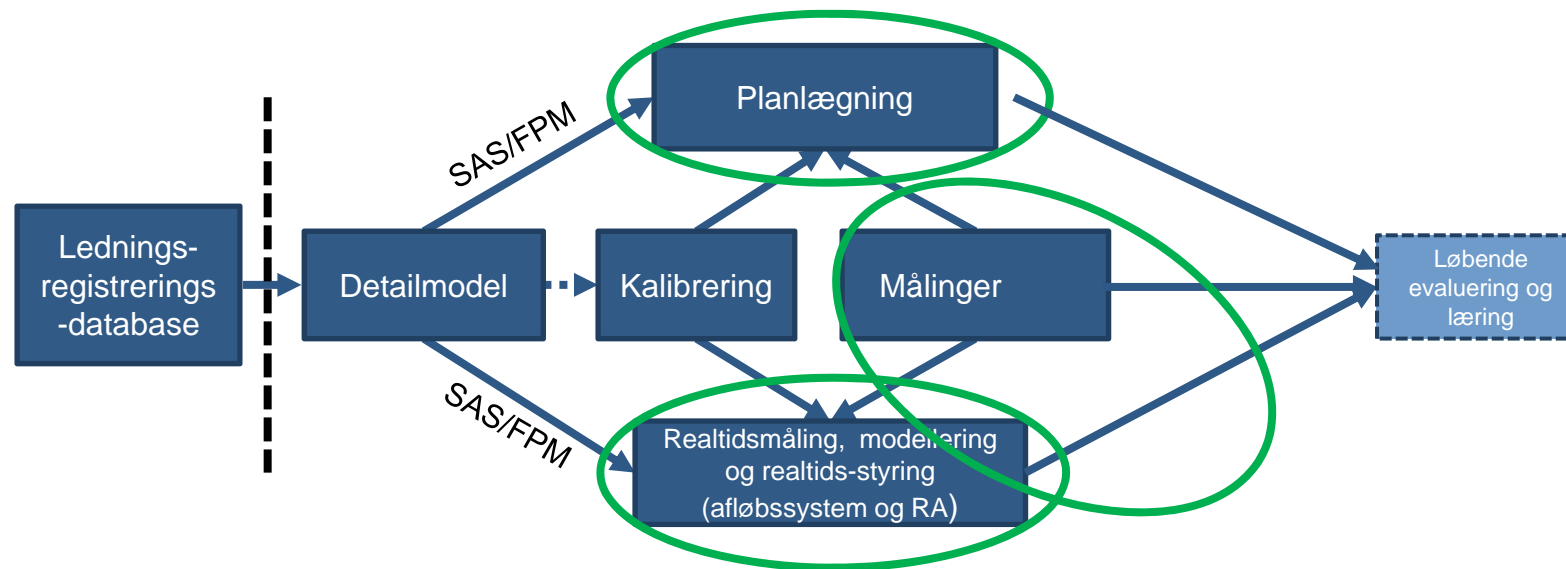 Planlægning
SAS/FPM
Lednings-
registrerings
-database
Detailmodel
Kalibrering
Målinger
Løbende
evaluering og
læring
SAS/FPM
Realtidsmåling, modellering
og realtids-styring
(afløbssystem og RA)